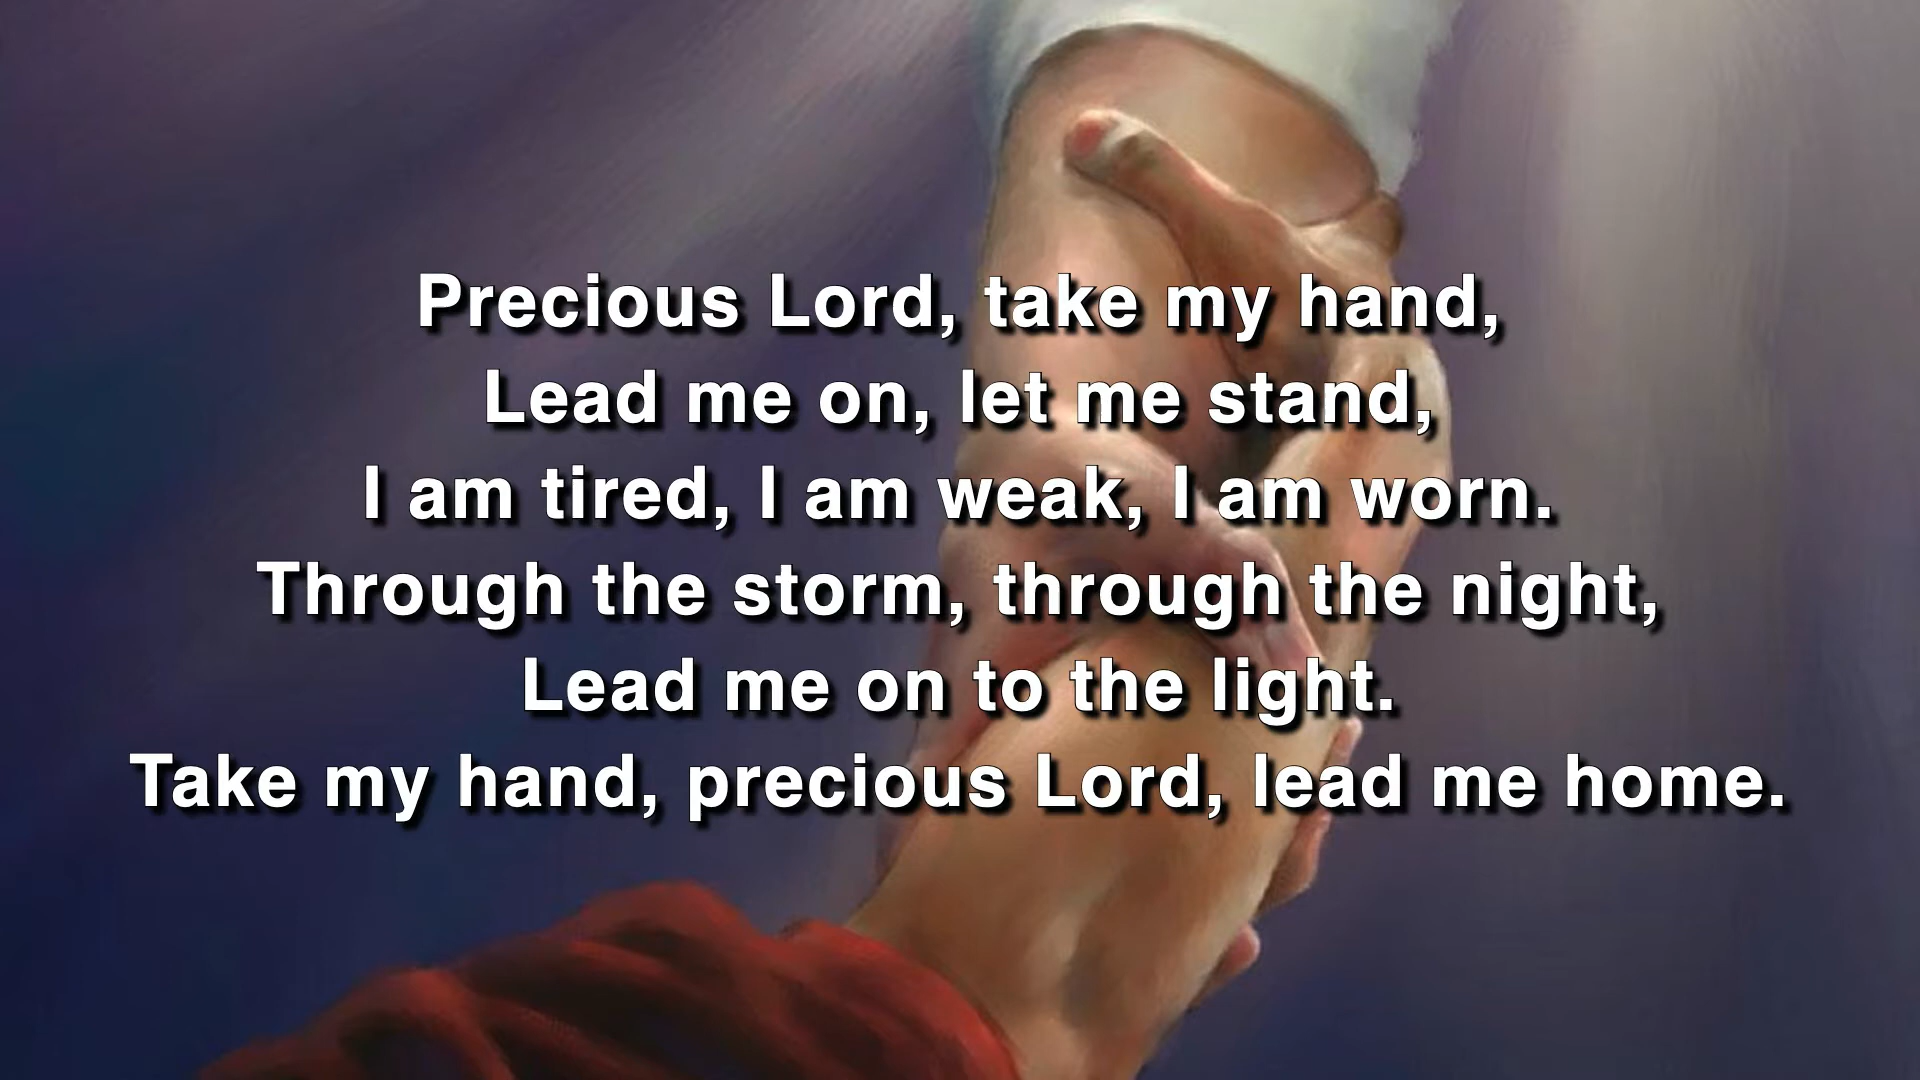 Precious Lord, take my hand,
Lead me on, let me stand,
I am tired, I am weak, I am worn.
Through the storm, through the night,
Lead me on to the light.
Take my hand, precious Lord, lead me home.